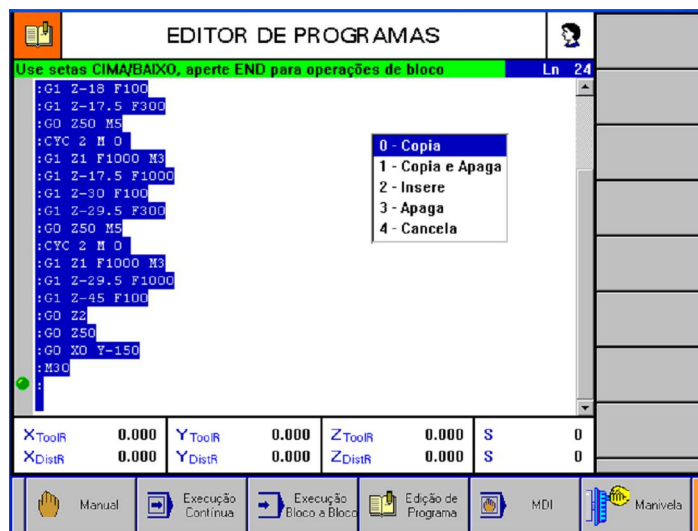 EDITOR DE PROGRAMAS
Use setas CIMA/BAIXO, aperte END para operações de bloco Ln 24
:G1 Z-18 F100
:G1 Z-17.5 F300
:G0 Z50 M5
:CYC 2 M 0
:G1 Z1 F1000 M3
:G1 Z-17.5 F1000
:G1 Z-30 F100
:G1 Z-29.5 F300
:G0 Z50 M5
:CYC 2 M 0
:G1 Z1 F1000 M3
:G1 Z-29.5 F1000
:G1 Z-45 F100
:G0 Z2
:G0 Z50
:G0 X0 Y-150
:M30
:
0 - Copia
1 - Copia e Apaga
2 - Insere
3 - Apaga
4 - Cancela
XToolR 0.000 YToolR 0.000 ZToolR 0.000 S 0
XDistR 0.000 YDistR 0.000 ZDistR 0.000 S 0
Manual
Execução Contínua
Execução Bloco a Bloco
Edição de Programa
MDI
Manivela